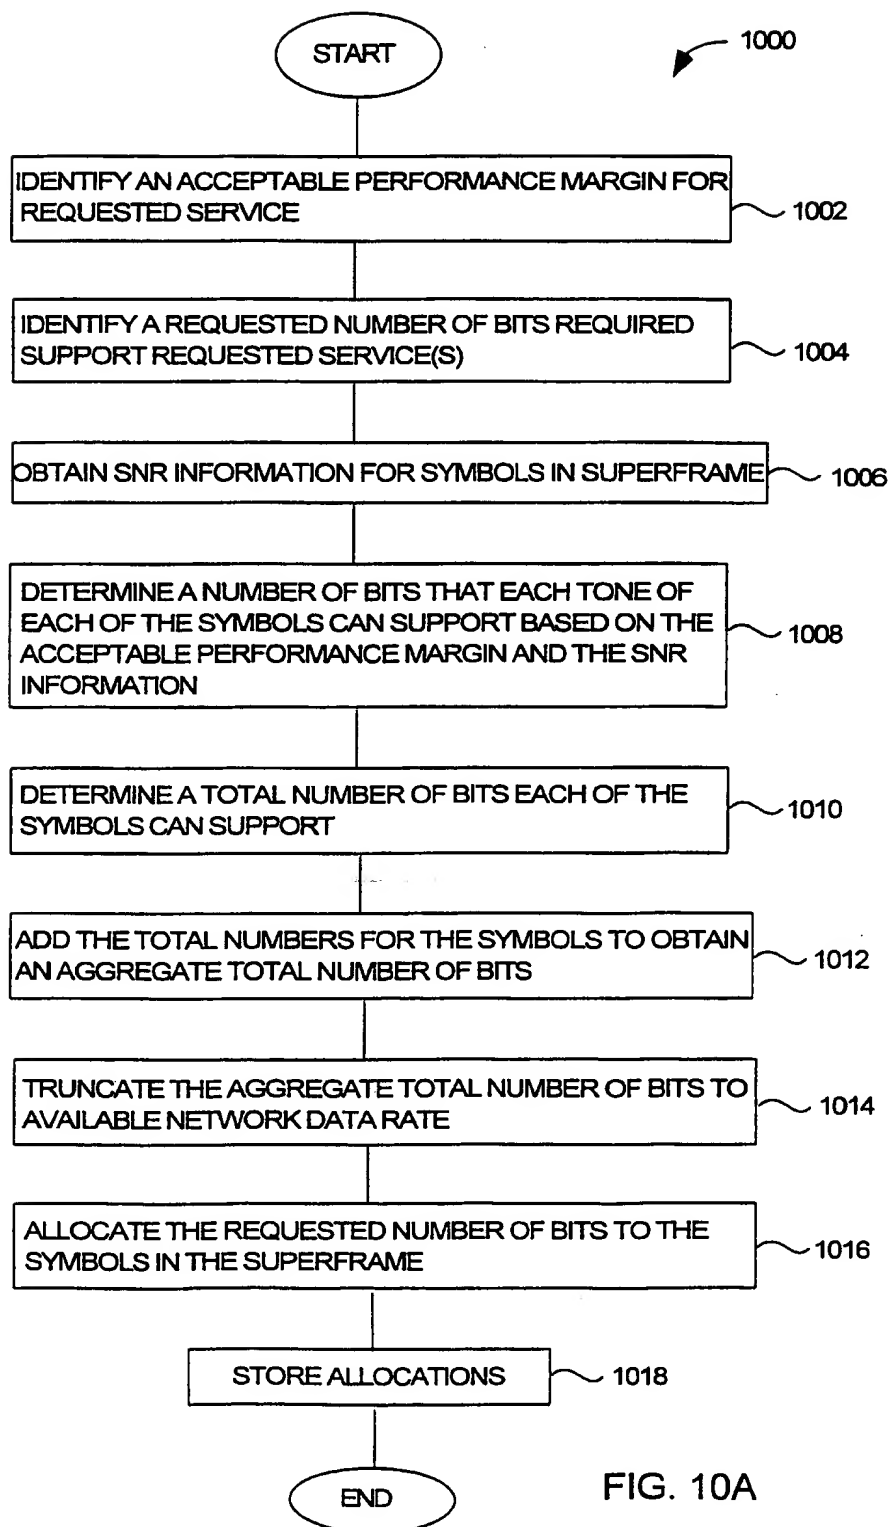 START
1000
IDENTIFY AN ACCEPTABLE PERFORMANCE MARGIN FOR
REQUESTED SERVICE
1002
IDENTIFY A REQUESTED NUMBER OF BITS REQUIRED
SUPPORT REQUESTED SERVICE(S)
1004
OBTAIN SNR INFORMATION FOR SYMBOLS IN SUPERFRAME
1006
DETERMINE A NUMBER OF BITS THAT EACH TONE OF
EACH OF THE SYMBOLS CAN SUPPORT BASED ON THE
ACCEPTABLE PERFORMANCE MARGIN AND THE SNR
INFORMATION
1008
DETERMINE A TOTAL NUMBER OF BITS EACH OF THE
SYMBOLS CAN SUPPORT
1010
ADD THE TOTAL NUMBERS FOR THE SYMBOLS TO OBTAIN
AN AGGREGATE TOTAL NUMBER OF BITS
1012
TRUNCATE THE AGGREGATE TOTAL NUMBER OF BITS TO
AVAILABLE NETWORK DATA RATE
1014
ALLOCATE THE REQUESTED NUMBER OF BITS TO THE
SYMBOLS IN THE SUPERFRAME
1016
STORE ALLOCATIONS
1018
END
FIG. 10A